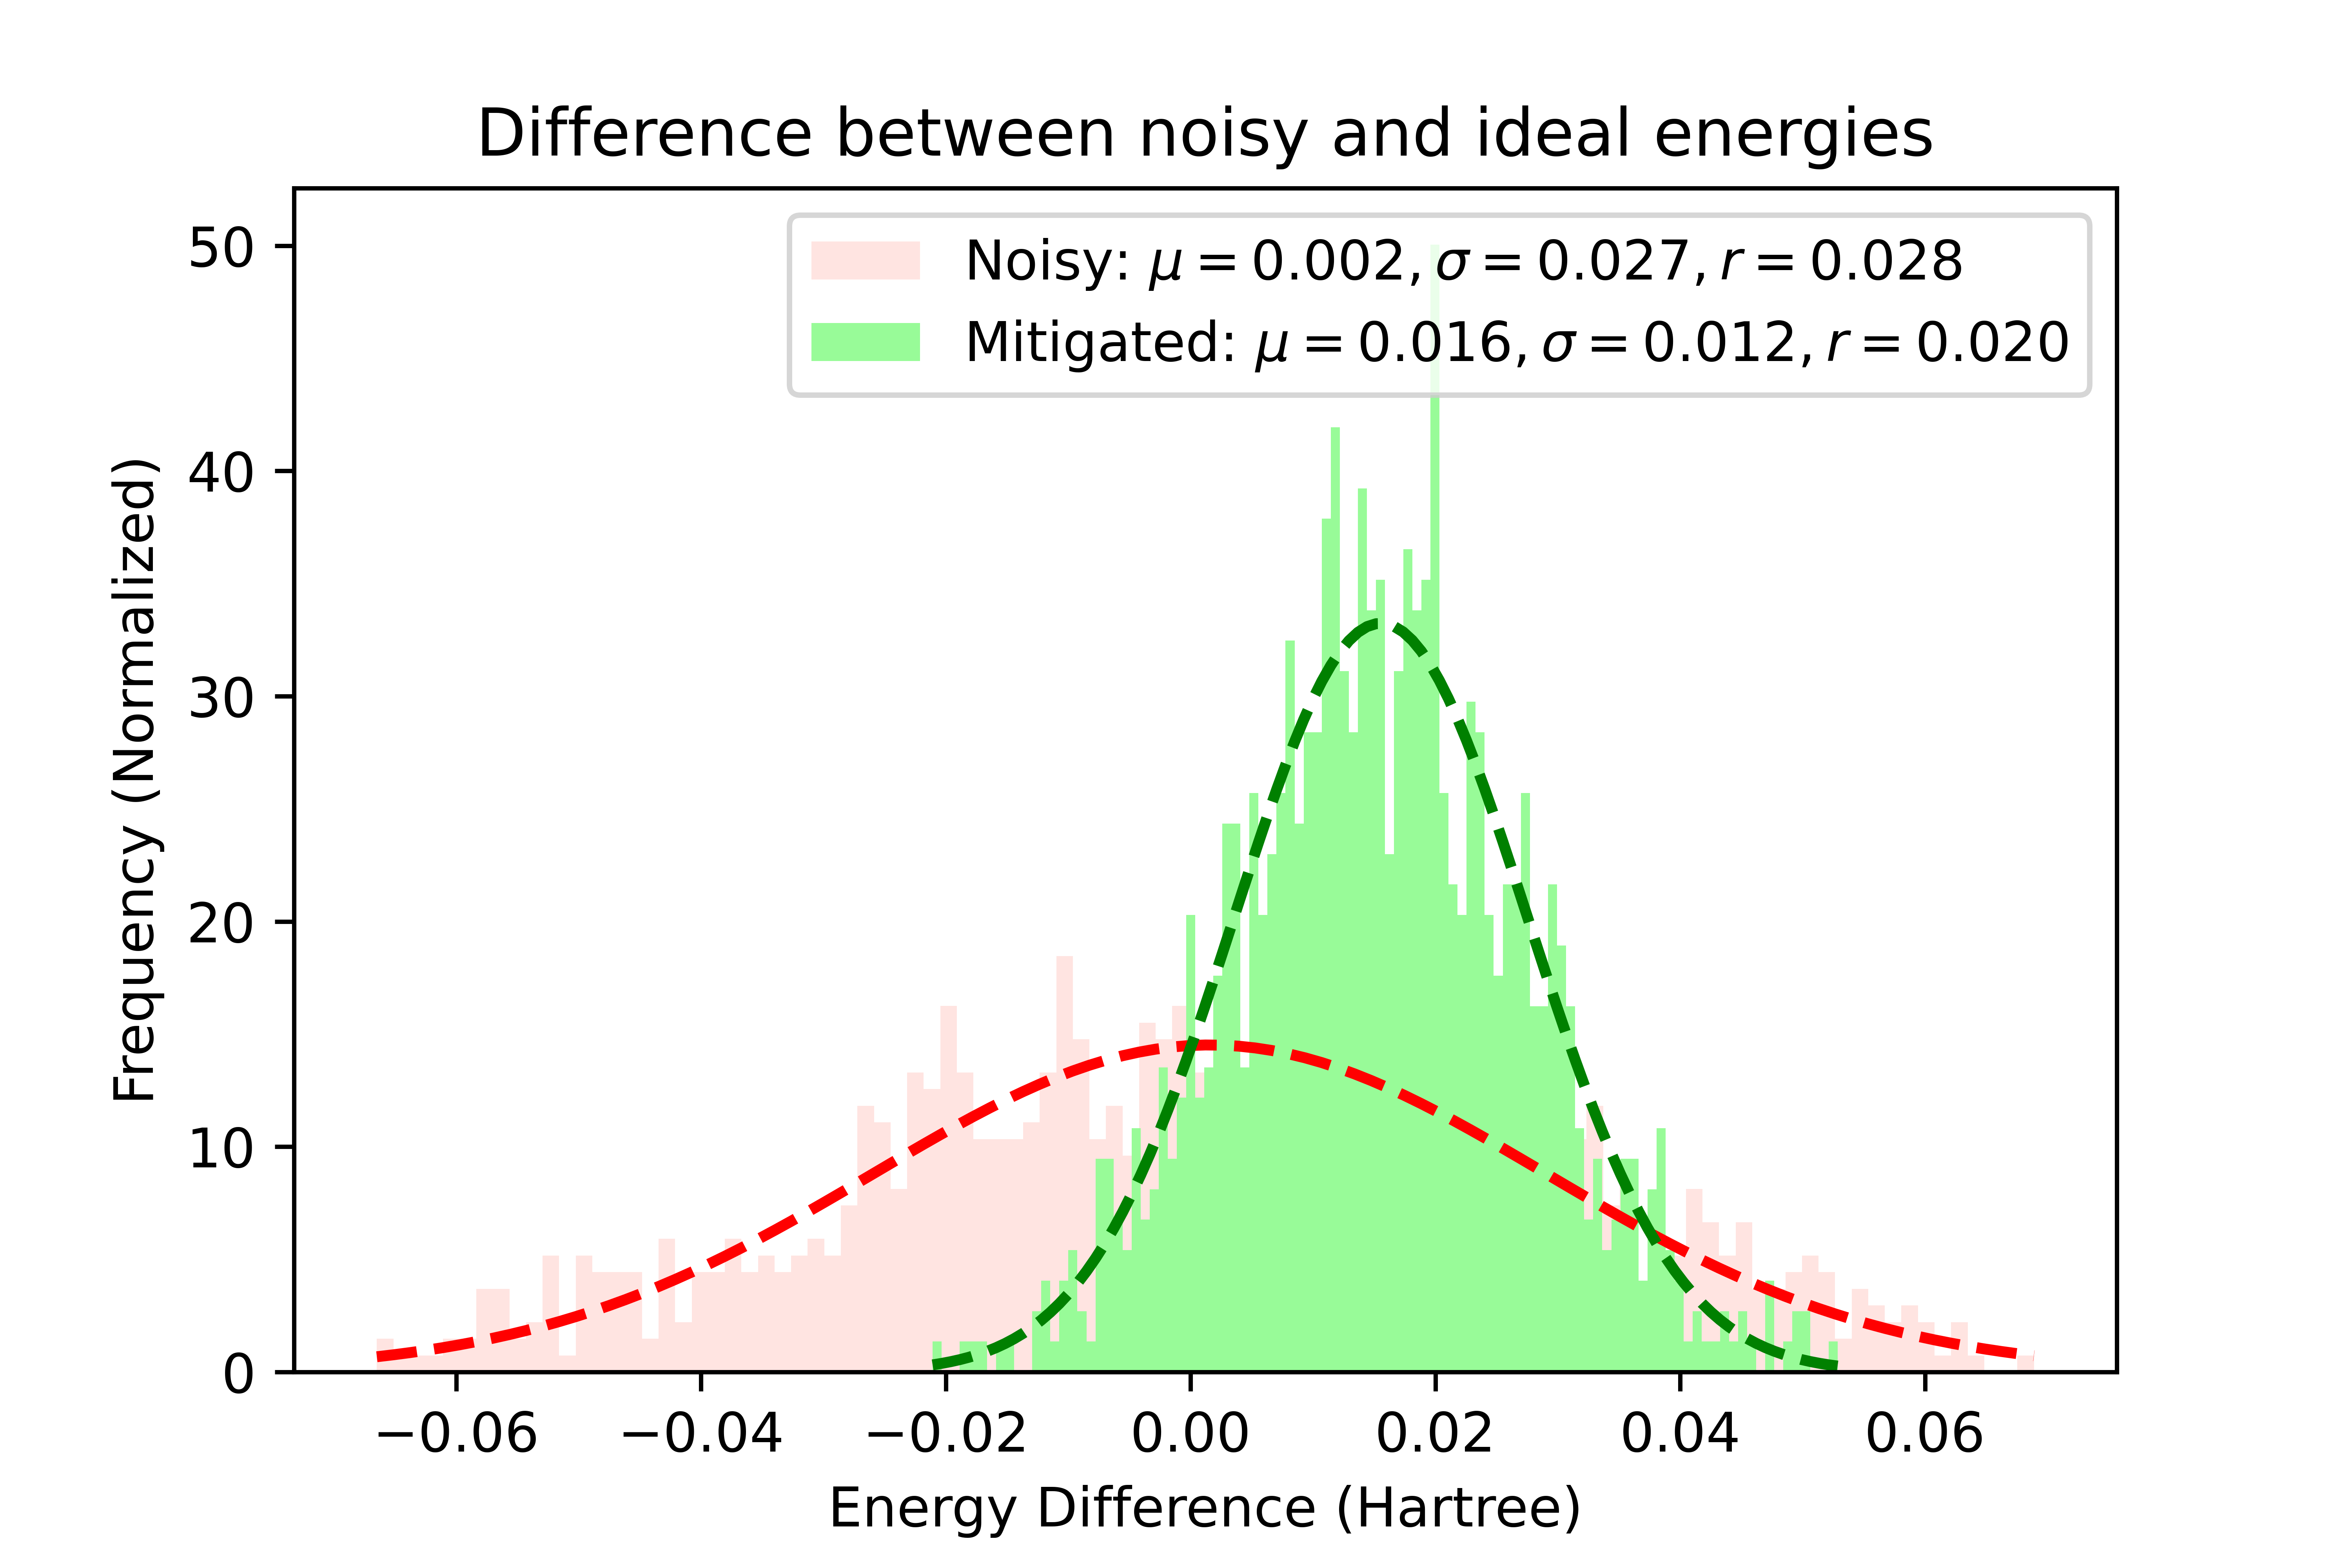 Difference between noisy and ideal energies
Noisy: μ = 0.002, σ = 0.027, r = 0.028
Mitigated: μ = 0.016, σ = 0.012, r = 0.020
Frequency (Normalized)
50
40
30
20
10
0
−0.06 −0.04 −0.02 0.00 0.02 0.04 0.06
Energy Difference (Hartree)